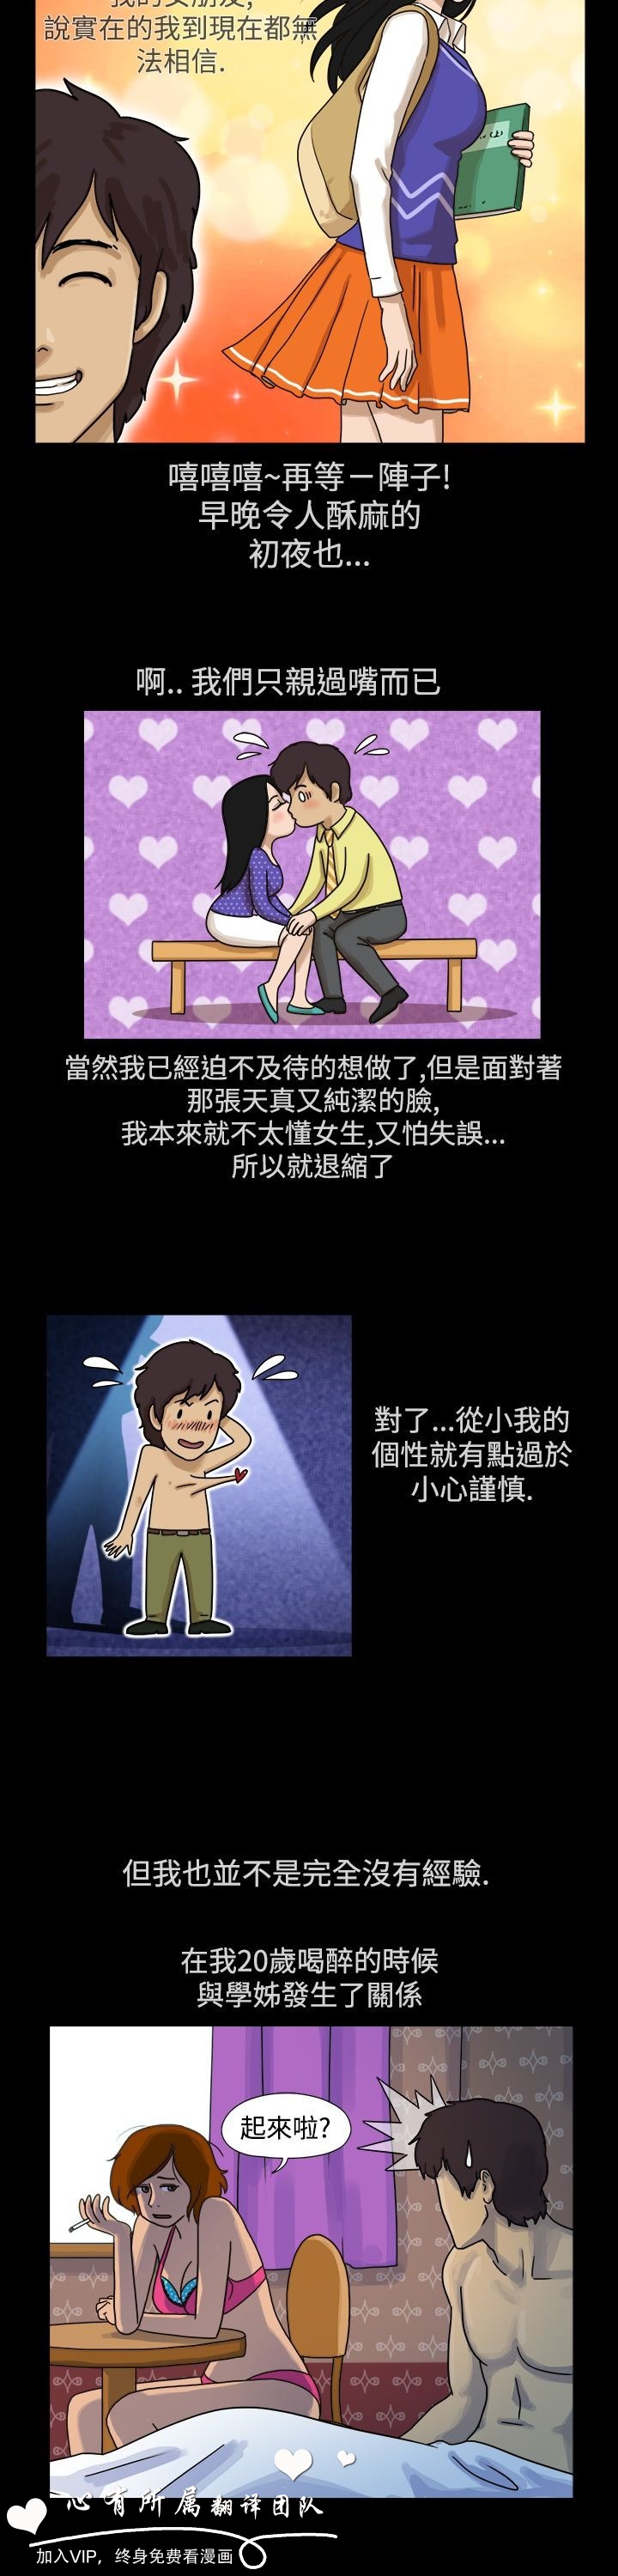 我的女朋友,
說實在的我到現在都無
法相信.
(上)
嘻嘻嘻~再等一陣子!
早晚令人酥麻的
初夜也...
啊.. 我們只親過嘴而已
當然我已經迫不及待的想做了,但是面對著
那張天真又純潔的臉,
我本來就不太懂女生,又怕失誤...
所以就退縮了
對了...從小我的
個性就有點過於
小心謹慎.
但我也並不是完全沒有經驗.
在我20歲喝醉的時候
與學姊發生了關係
起來啦?
心有所属翻译团队
加入VIP，终身免费看漫画